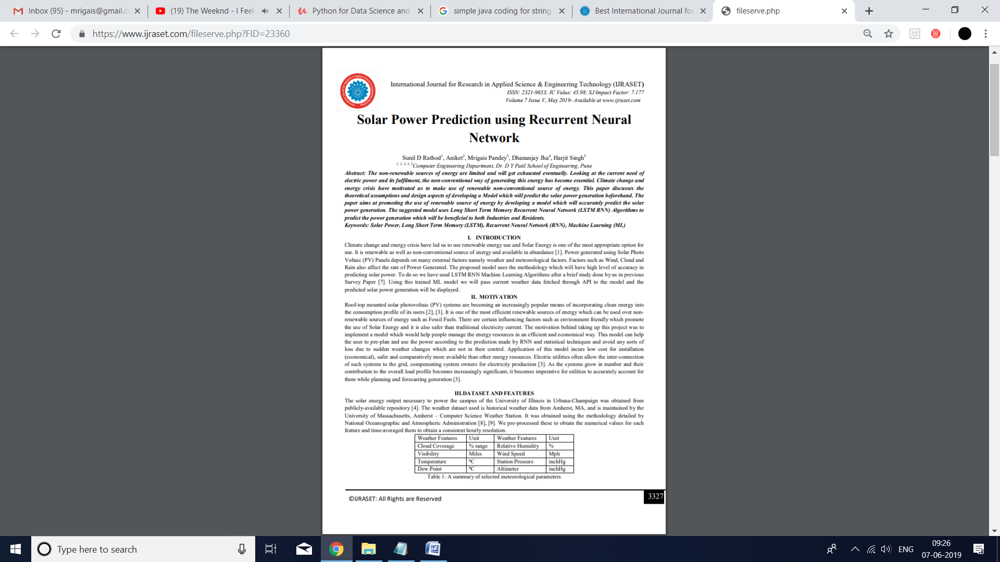 Inbox (95) - mrigais@gmail.c
(19) The Weeknd - I Feel
Python for Data Science and
simple java coding for string
Best International Journal for
fileserve.php
https://www.ijraset.com/fileserve.php?FID=23360
International Journal for Research in Applied Science & Engineering Technology (IJRASET)
ISSN: 2321-9653; IC Value: 45.98; SJ Impact Factor: 7.177
Volume 7 Issue V, May 2019- Available at www.ijraset.com
Solar Power Prediction using Recurrent Neural
Network
Sunil D Rathod1, Aniket2, Mrigais Pandey3, Dhananjay Jha4, Harjit Singh5
1, 2, 3, 4, 5Computer Engineering Department, Dr. D Y Patil School of Engineering, Pune
Abstract: The non-renewable sources of energy are limited and will get exhausted eventually. Looking at the current need of
electric power and its fulfilment, the non-conventional way of generating this energy has become essential. Climate change and
energy crisis have motivated us to make use of renewable non-conventional source of energy. This paper discusses the
theoretical assumptions and design aspects of developing a Model which will predict the solar power generation beforehand. The
paper aims at promoting the use of renewable source of energy by developing a model which will accurately predict the solar
power generation. The suggested model uses Long Short Term Memory Recurrent Neural Network (LSTM RNN) Algorithms to
predict the power generation which will be beneficial to both Industries and Residents.
Keywords: Solar Power, Long Short Term Memory (LSTM), Recurrent Neural Network (RNN), Machine Learning (ML)
I. INTRODUCTION
Climate change and energy crisis have led us to use renewable energy use and Solar Energy is one of the most appropriate option for
use. It is renewable as well as non-conventional source of energy and available in abundance [1]. Power generated using Solar Photo
Voltaic (PV) Panels depends on many external factors namely weather and meteorological factors. Factors such as Wind, Cloud and
Rain also affect the rate of Power Generated. The proposed model uses the methodology which will have high level of accuracy in
predicting solar power. To do so we have used LSTM RNN Machine Learning Algorithms after a brief study done by us in previous
Survey Paper [7]. Using this trained ML model we will pass current weather data fetched through API to the model and the
predicted solar power generation will be displayed.
II. MOTIVATION
Roof-top mounted solar photovoltaic (PV) systems are becoming an increasingly popular means of incorporating clean energy into
the consumption profile of its users [2], [3]. It is one of the most efficient renewable sources of energy which can be used over non-
renewable sources of energy such as Fossil Fuels. There are certain influencing factors such as environment friendly which promote
the use of Solar Energy and it is also safer than traditional electricity current. The motivation behind taking up this project was to
implement a model which would help people manage the energy resources in an efficient and economical way. This model can help
the user to pre-plan and use the power according to the prediction made by RNN and statistical techniques and avoid any sorts of
loss due to sudden weather changes which are not in their control. Application of this model incurs low cost for installation
(economical), safer and comparatively more available than other energy resources. Electric utilities often allow the inter-connection
of such systems to the grid, compensating system owners for electricity production [3]. As the systems grow in number and their
contribution to the overall load profile becomes increasingly significant, it becomes imperative for utilities to accurately account for
them while planning and forecasting generation [3].
III.DATASET AND FEATURES
The solar energy output necessary to power the campus of the University of Illinois in Urbana-Champaign was obtained from
publicly-available repository [4]. The weather dataset used is historical weather data from Amherst, MA, and is maintained by the
University of Massachusetts, Amherst – Computer Science Weather Station. It was obtained using the methodology detailed by
National Oceanographic and Atmospheric Administration [8], [9]. We pre-processed these to obtain the numerical values for each
feature and time-averaged them to obtain a consistent hourly resolution.
Weather Features Unit Weather Features Unit
Cloud Coverage % range Relative Humidity %
Visibility Miles Wind Speed Mph
Temperature °C Station Pressure inchHg
Dew Point °C Altimeter inchHg
Table 1: A summary of selected meteorological parameters
©IJRASET: All Rights are Reserved
3327
Type here to search
ENG
09:26
07-06-2019